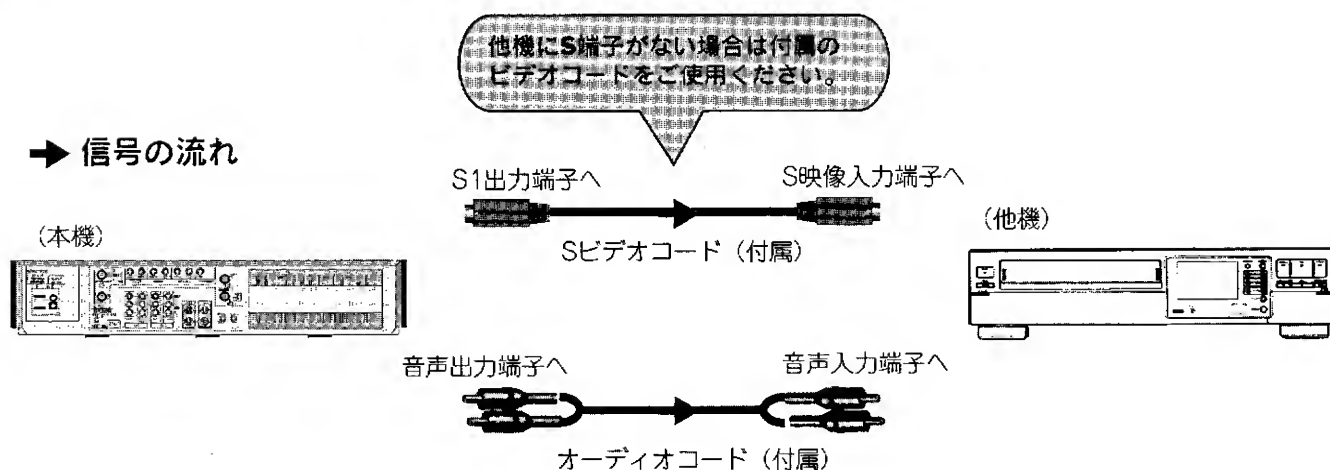 他機にS端子がない場合は付属の
ビデオコードをご使用ください。
➔ 信号の流れ
S1出力端子へ
S映像入力端子へ
（本機）
（他機）
Sビデオコード（付属）
音声出力端子へ
音声入力端子へ
オーディオコード（付属）